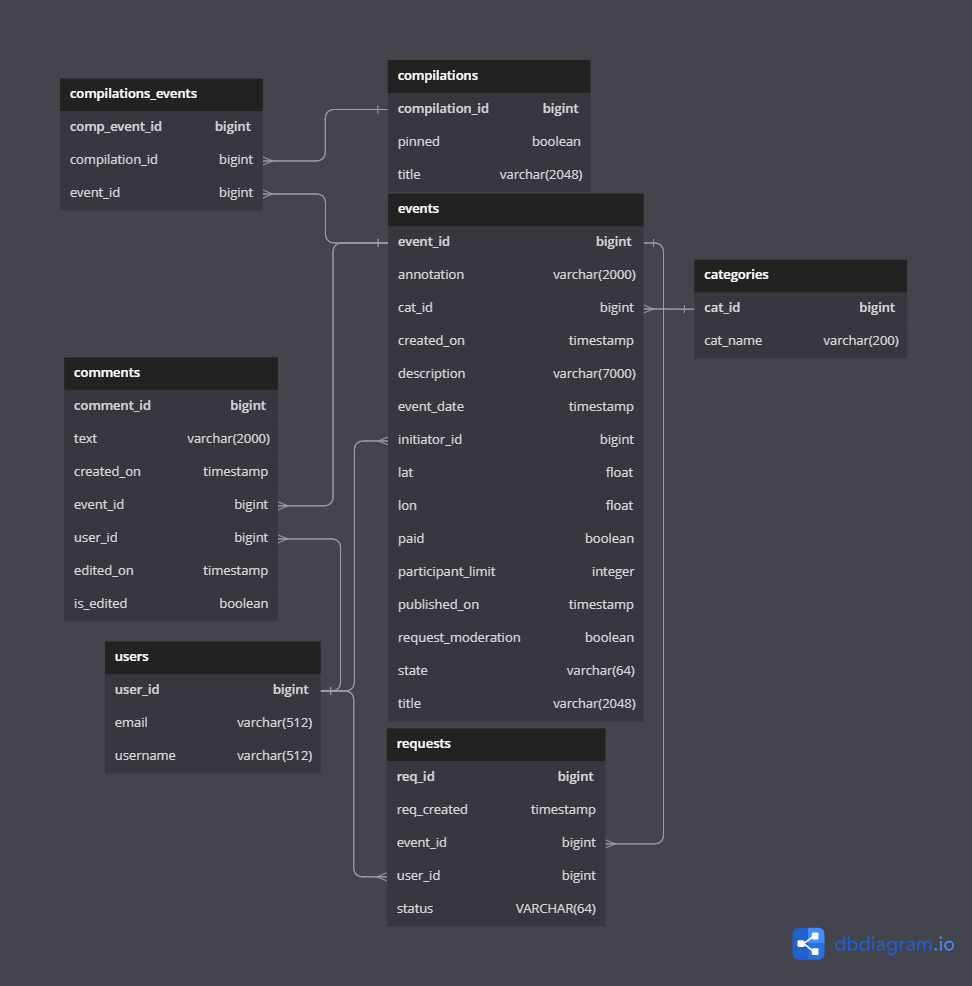 compilations_events
comp_event_id bigint
compilation_id bigint
event_id bigint
compilations
compilation_id bigint
pinned boolean
title varchar(2048)
events
event_id bigint
annotation varchar(2000)
cat_id bigint
created_on timestamp
description varchar(7000)
event_date timestamp
initiator_id bigint
lat float
lon float
paid boolean
participant_limit integer
published_on timestamp
request_moderation boolean
state varchar(64)
title varchar(2048)
categories
cat_id bigint
cat_name varchar(200)
comments
comment_id bigint
text varchar(2000)
created_on timestamp
event_id bigint
user_id bigint
edited_on timestamp
is_edited boolean
users
user_id bigint
email varchar(512)
username varchar(512)
requests
req_id bigint
req_created timestamp
event_id bigint
user_id bigint
status VARCHAR(64)
dbdiagram.io